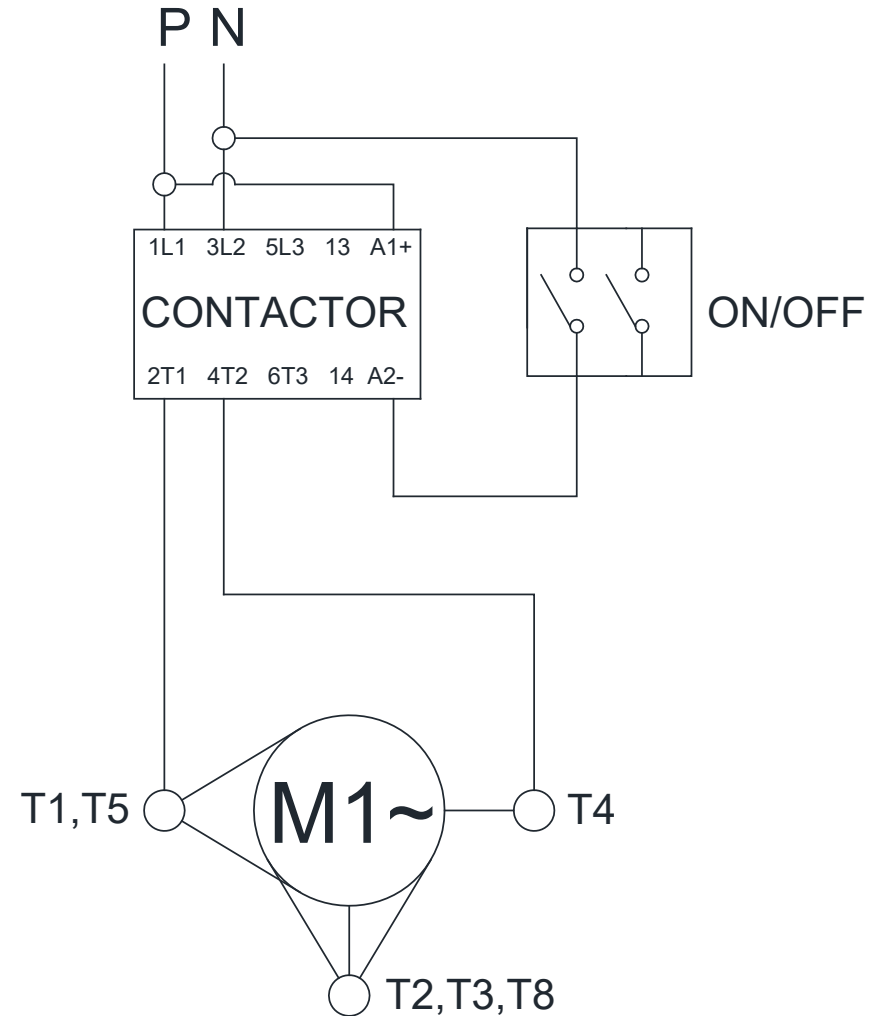 P N
1L1 3L2 5L3 13 A1+
CONTACTOR
ON/OFF
2T1 4T2 6T3 14 A2-
M1~
T1,T5
T4
T2,T3,T8